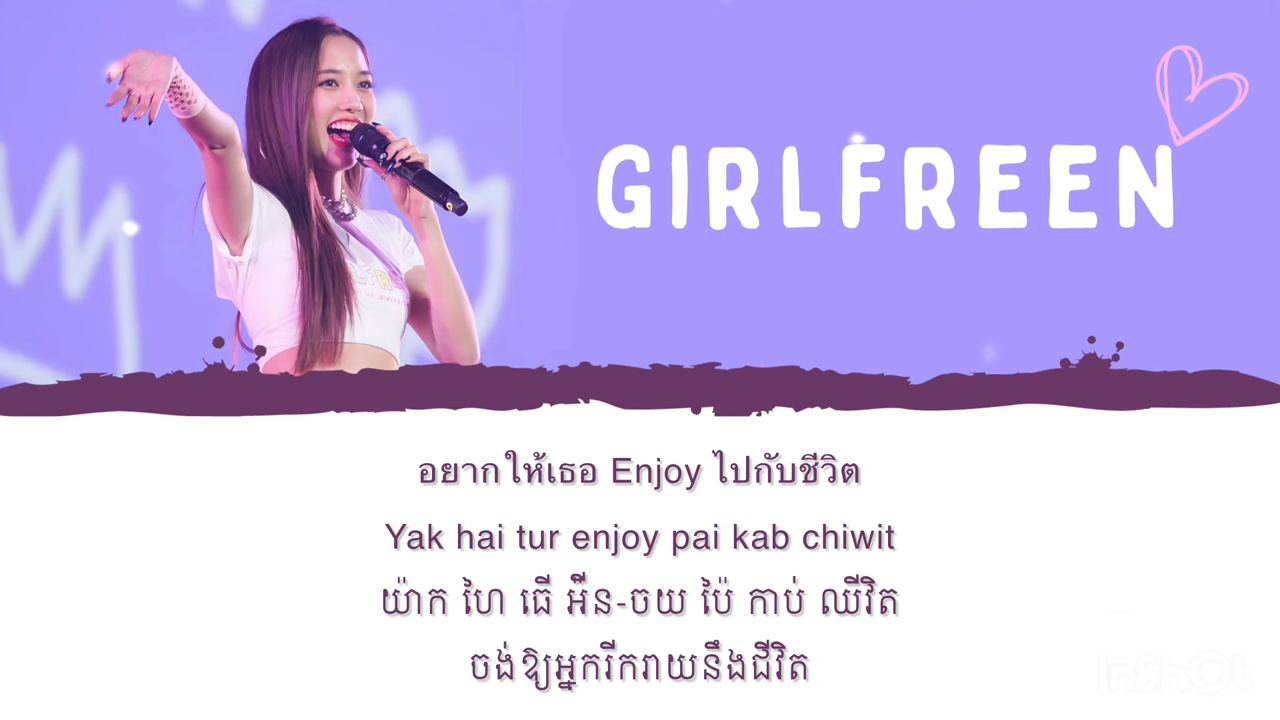 GIRLFREEN
อยากให้เธอ Enjoy ไปกับชีวิต
Yak hai tur enjoy pai kab chiwit
យ៉ាក ហៃ ធើ អ៉ីន-ចយ ប៉ៃ កាប់ ឈីវិត
ចង់ឱ្យអ្នករីករាយនឹងជីវិត
InShOt